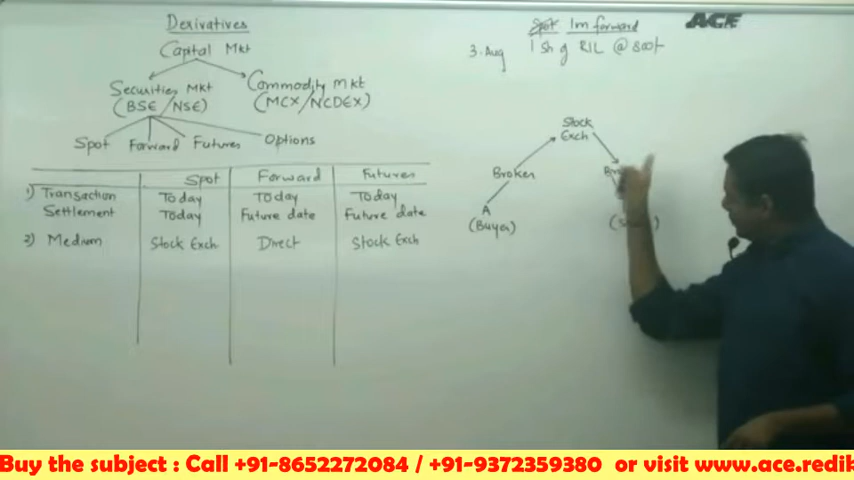 Derivatives
Capital Mkt
Securities Mkt
(BSE/NSE)
Commodity Mkt
(MCX/NCDEX)
Spot Forward Futures Options
Spot Forward Futures
1) Transaction Today Today Today
Settlement Today Future date Future date
2) Medium Stock Exch Direct Stock Exch
Spot 1m forward
3. Aug 1 Sh of RIL @ 800/-
ACE
Stock
Exch
Broker
A
(Buyer)
Buy the subject : Call +91-8652272084 / +91-9372359380 or visit www.ace.redik